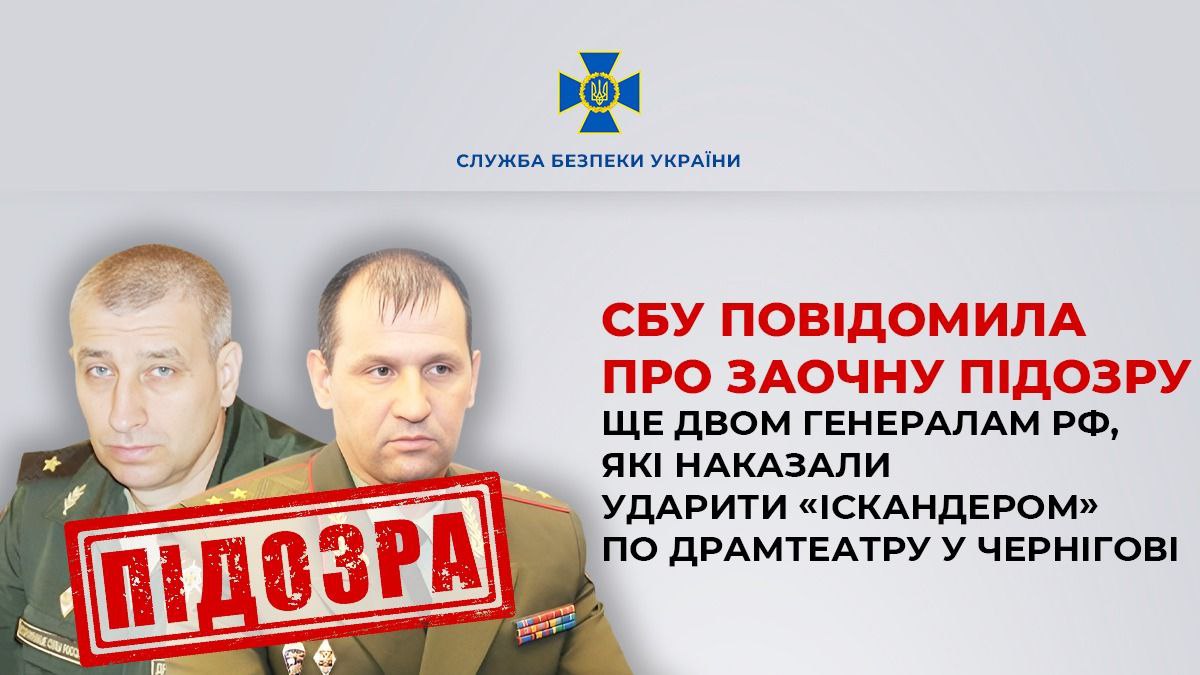 СЛУЖБА БЕЗПЕКИ УКРАЇНИ
СБУ ПОВІДОМИЛА
ПРО ЗАОЧНУ ПІДОЗРУ
ЩЕ ДВОМ ГЕНЕРАЛАМ РФ,
ЯКІ НАКАЗАЛИ
УДАРИТИ «ІСКАНДЕРОМ»
ПО ДРАМТЕАТРУ У ЧЕРНІГОВІ
ПІДОЗРА